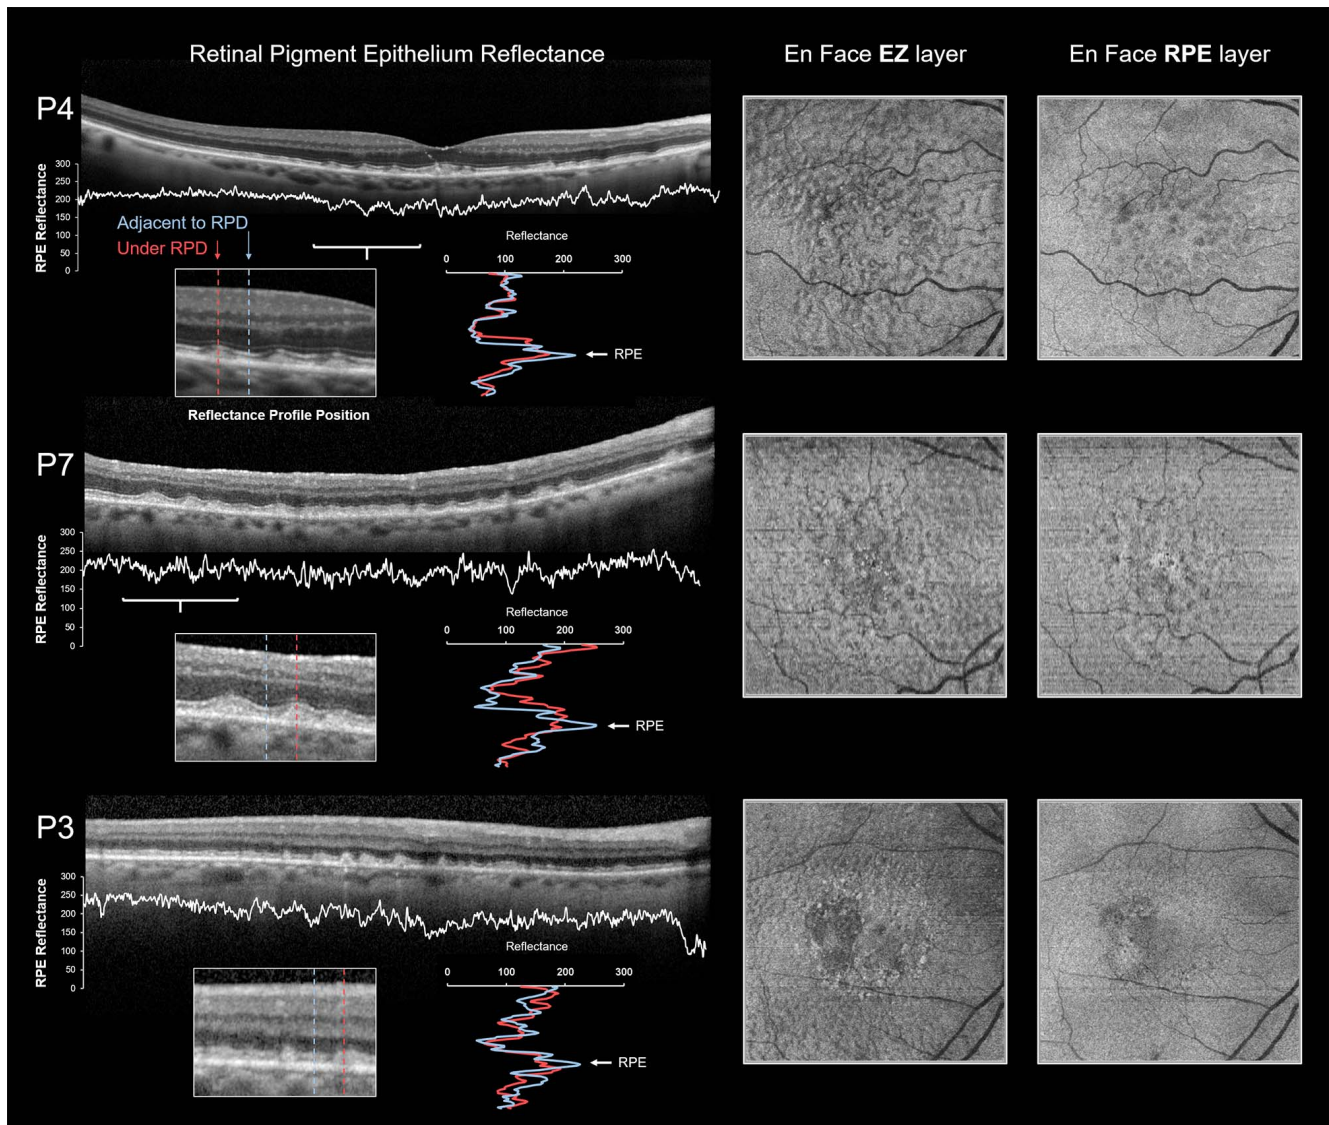 Retinal Pigment Epithelium Reflectance
En Face EZ layer
En Face RPE layer
P4
RPE Reflectance
300
250
200
150
100
50
0
Adjacent to RPD
Under RPD
Reflectance
0 100 200 300
RPE
Reflectance Profile Position
P7
RPE Reflectance
300
250
200
150
100
50
0
Reflectance
0 100 200 300
RPE
P3
RPE Reflectance
300
250
200
150
100
50
0
Reflectance
0 100 200 300
RPE